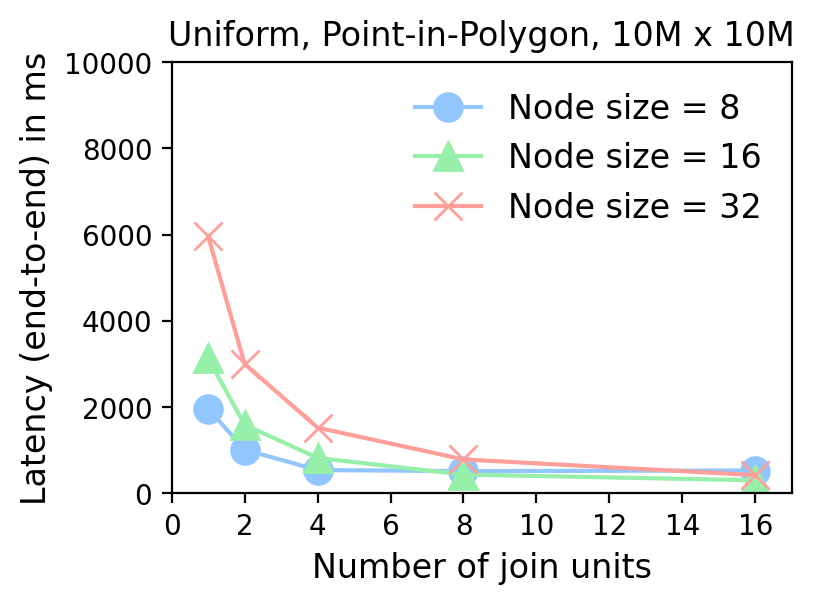 Uniform, Point-in-Polygon, 10M x 10M
Latency (end-to-end) in ms
10000
8000
6000
4000
2000
0
Node size = 8
Node size = 16
Node size = 32
0 2 4 6 8 10 12 14 16
Number of join units